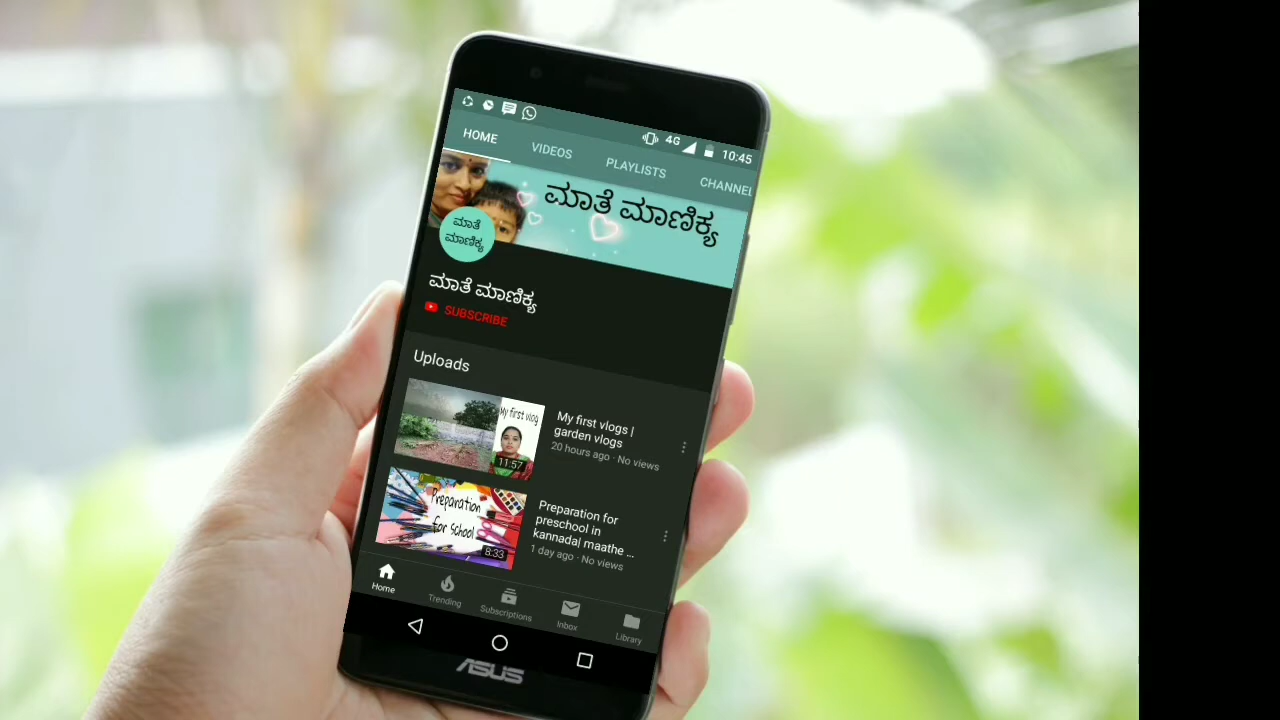 4G 10:45
HOME VIDEOS PLAYLISTS CHANNEL
ಮಾತೆ ಮಾಣಿಕ್ಯ
ಮಾತೆ
ಮಾಣಿಕ್ಯ
ಮಾತೆ ಮಾಣಿಕ್ಯ
SUBSCRIBE
Uploads
My first vlog
11:57
My first vlogs |
garden vlogs
20 hours ago · No views
Preparation
for school
8:33
Preparation for
preschool in
kannada| maathe ...
1 day ago · No views
Home Trending Subscriptions Inbox Library
ASUS